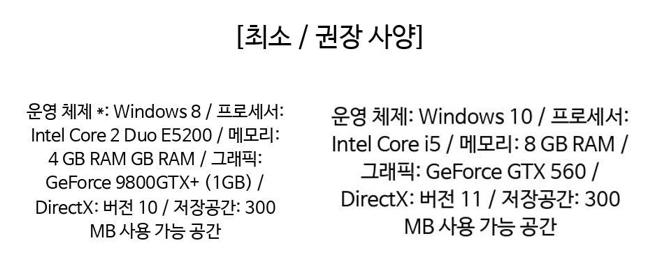 [최소 / 권장 사양]
운영 체제 *: Windows 8 / 프로세서:
Intel Core 2 Duo E5200 / 메모리:
4 GB RAM GB RAM / 그래픽:
GeForce 9800GTX+ (1GB) /
DirectX: 버전 10 / 저장공간: 300
MB 사용 가능 공간
운영 체제: Windows 10 / 프로세서:
Intel Core i5 / 메모리: 8 GB RAM /
그래픽: GeForce GTX 560 /
DirectX: 버전 11 / 저장공간: 300
MB 사용 가능 공간